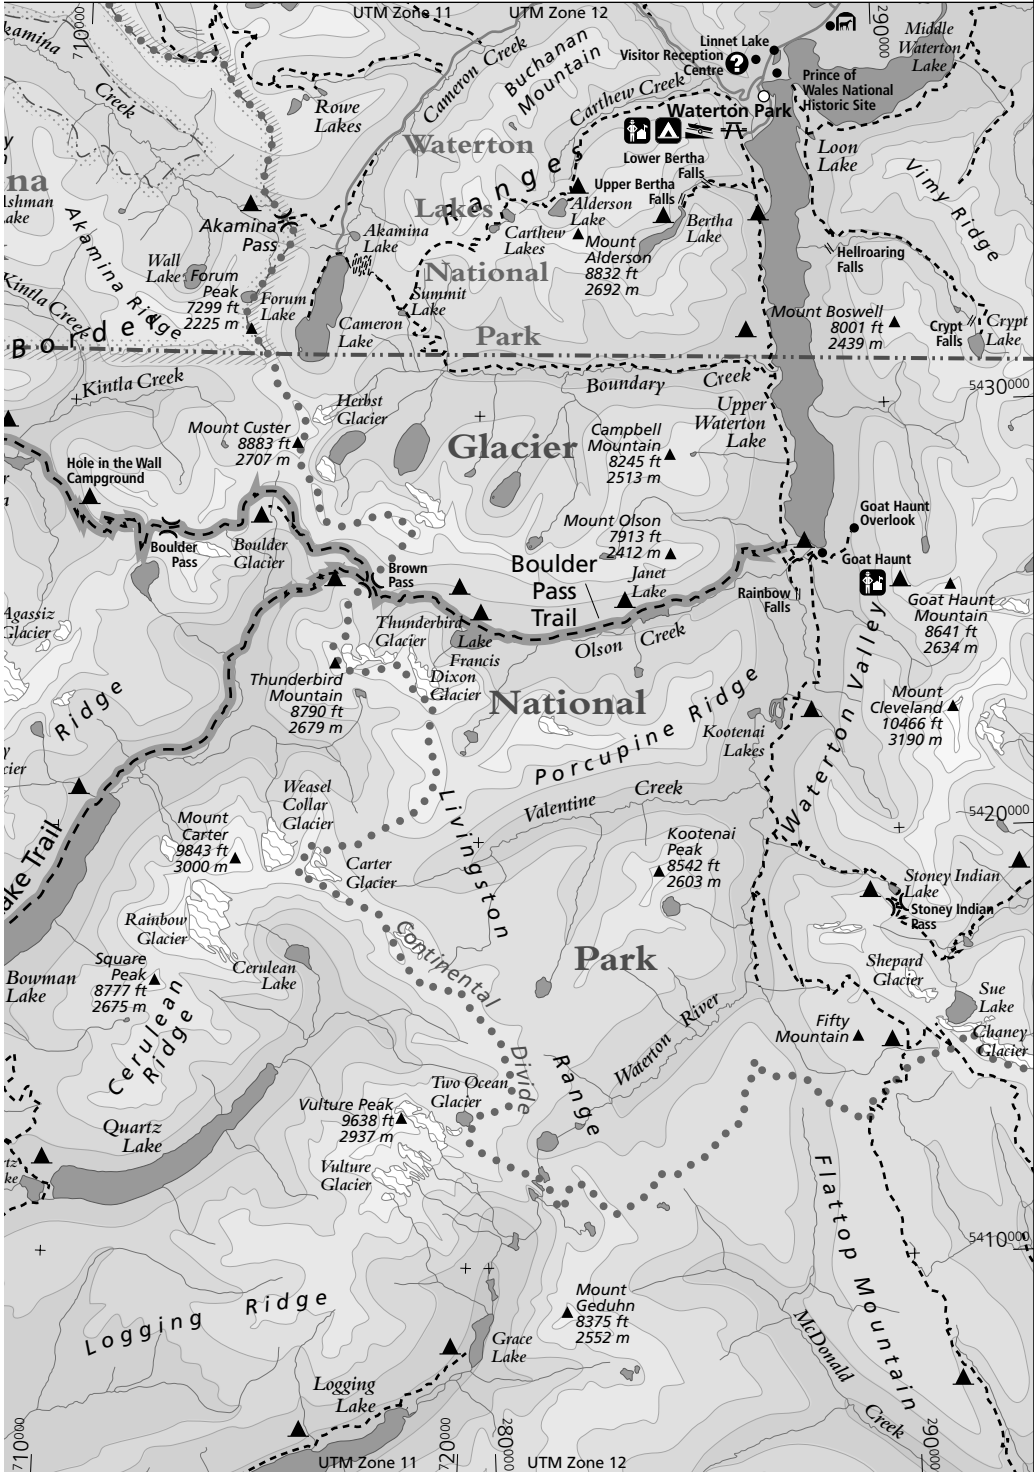 UTM Zone 11
UTM Zone 12
710000
290000
kamina
Creek
Rowe
Lakes
Cameron Creek
Buchanan
Mountain
Carthew Creek
Linnet Lake
Visitor Reception
Centre
?
Prince of
Wales National
Historic Site
Middle
Waterton
Lake
Waterton Park
Loon
Lake
Vimy Ridge
Waterton
Lakes
National
Park
Ranges
Lower Bertha
Falls
Upper Bertha
Falls
Alderson
Lake
Bertha
Lake
Carthew
Lakes
Mount
Alderson
8832 ft
2692 m
Hellroaring
Falls
y
n
na
ishman
Lake
Akamina Ridge
Akamina
Pass
Akamina
Lake
Wall
Lake
Forum
Peak
7299 ft
2225 m
Forum
Lake
Cameron
Lake
Summit
Lake
Mount Boswell
8001 ft
2439 m
Crypt
Falls
Crypt
Lake
Kintla Creek
Border
Kintla Creek
Boundary Creek
5430000
Upper
Waterton
Lake
Herbst
Glacier
Mount Custer
8883 ft
2707 m
Glacier
Campbell
Mountain
8245 ft
2513 m
Hole in the Wall
Campground
r
a
Boulder
Pass
Boulder
Glacier
Brown
Pass
Mount Olson
7913 ft
2412 m
Boulder
Pass
Trail
Janet
Lake
Goat Haunt
Overlook
Goat Haunt
Rainbow
Falls
Goat Haunt
Mountain
8641 ft
2634 m
Agassiz
Glacier
Thunderbird
Glacier
Lake
Francis
Olson Creek
Dixon
Glacier
Thunderbird
Mountain
8790 ft
2679 m
National
Ridge
Porcupine Ridge
Kootenai
Lakes
Waterton Valley
Mount
Cleveland
10466 ft
3190 m
y
cier
Weasel
Collar
Glacier
Valentine Creek
Livingston
Range
5420000
Mount
Carter
9843 ft
3000 m
Carter
Glacier
Kootenai
Peak
8542 ft
2603 m
ake Trail
Stoney Indian
Lake
Stoney Indian
Pass
Rainbow
Glacier
Continental
Divide
Park
Bowman
Lake
Square
Peak
8777 ft
2675 m
Cerulean
Lake
Cerulean
Ridge
Shepard
Glacier
Sue
Lake
Chaney
Glacier
Fifty
Mountain
Waterton River
Two Ocean
Glacier
Vulture Peak
9638 ft
2937 m
Vulture
Glacier
Quartz
Lake
rtz
ke
Flattop Mountain
5410000
Logging Ridge
Mount
Geduhn
8375 ft
2552 m
Grace
Lake
Logging
Lake
McDonald
Creek
710000
UTM Zone 11
720000
280000
UTM Zone 12
290000